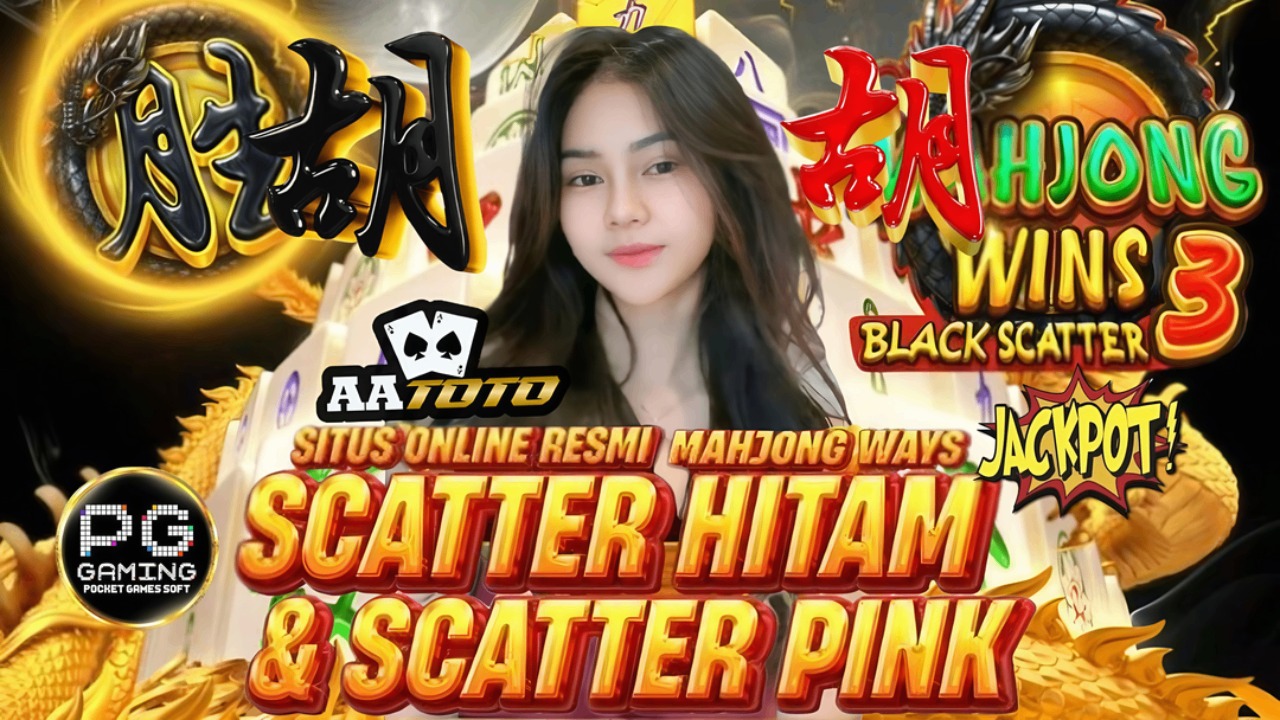 胜胡
胡
MAHJONG
WINS 3
BLACK SCATTER
AATOTO
JACKPOT!
SITUS ONLINE RESMI MAHJONG WAYS
SCATTER HITAM
& SCATTER PINK
PG
GAMING
POCKET GAMES SOFT